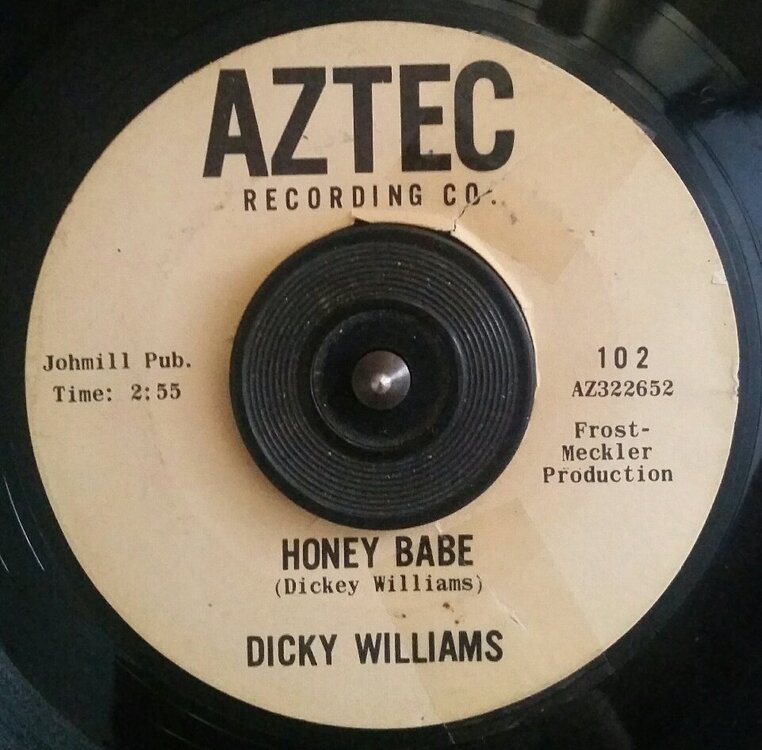 AZTEC
RECORDING CO.
Johmill Pub.
Time: 2:55
102
AZ322652
Frost-
Meckler
Production
HONEY BABE
(Dickey Williams)
DICKY WILLIAMS